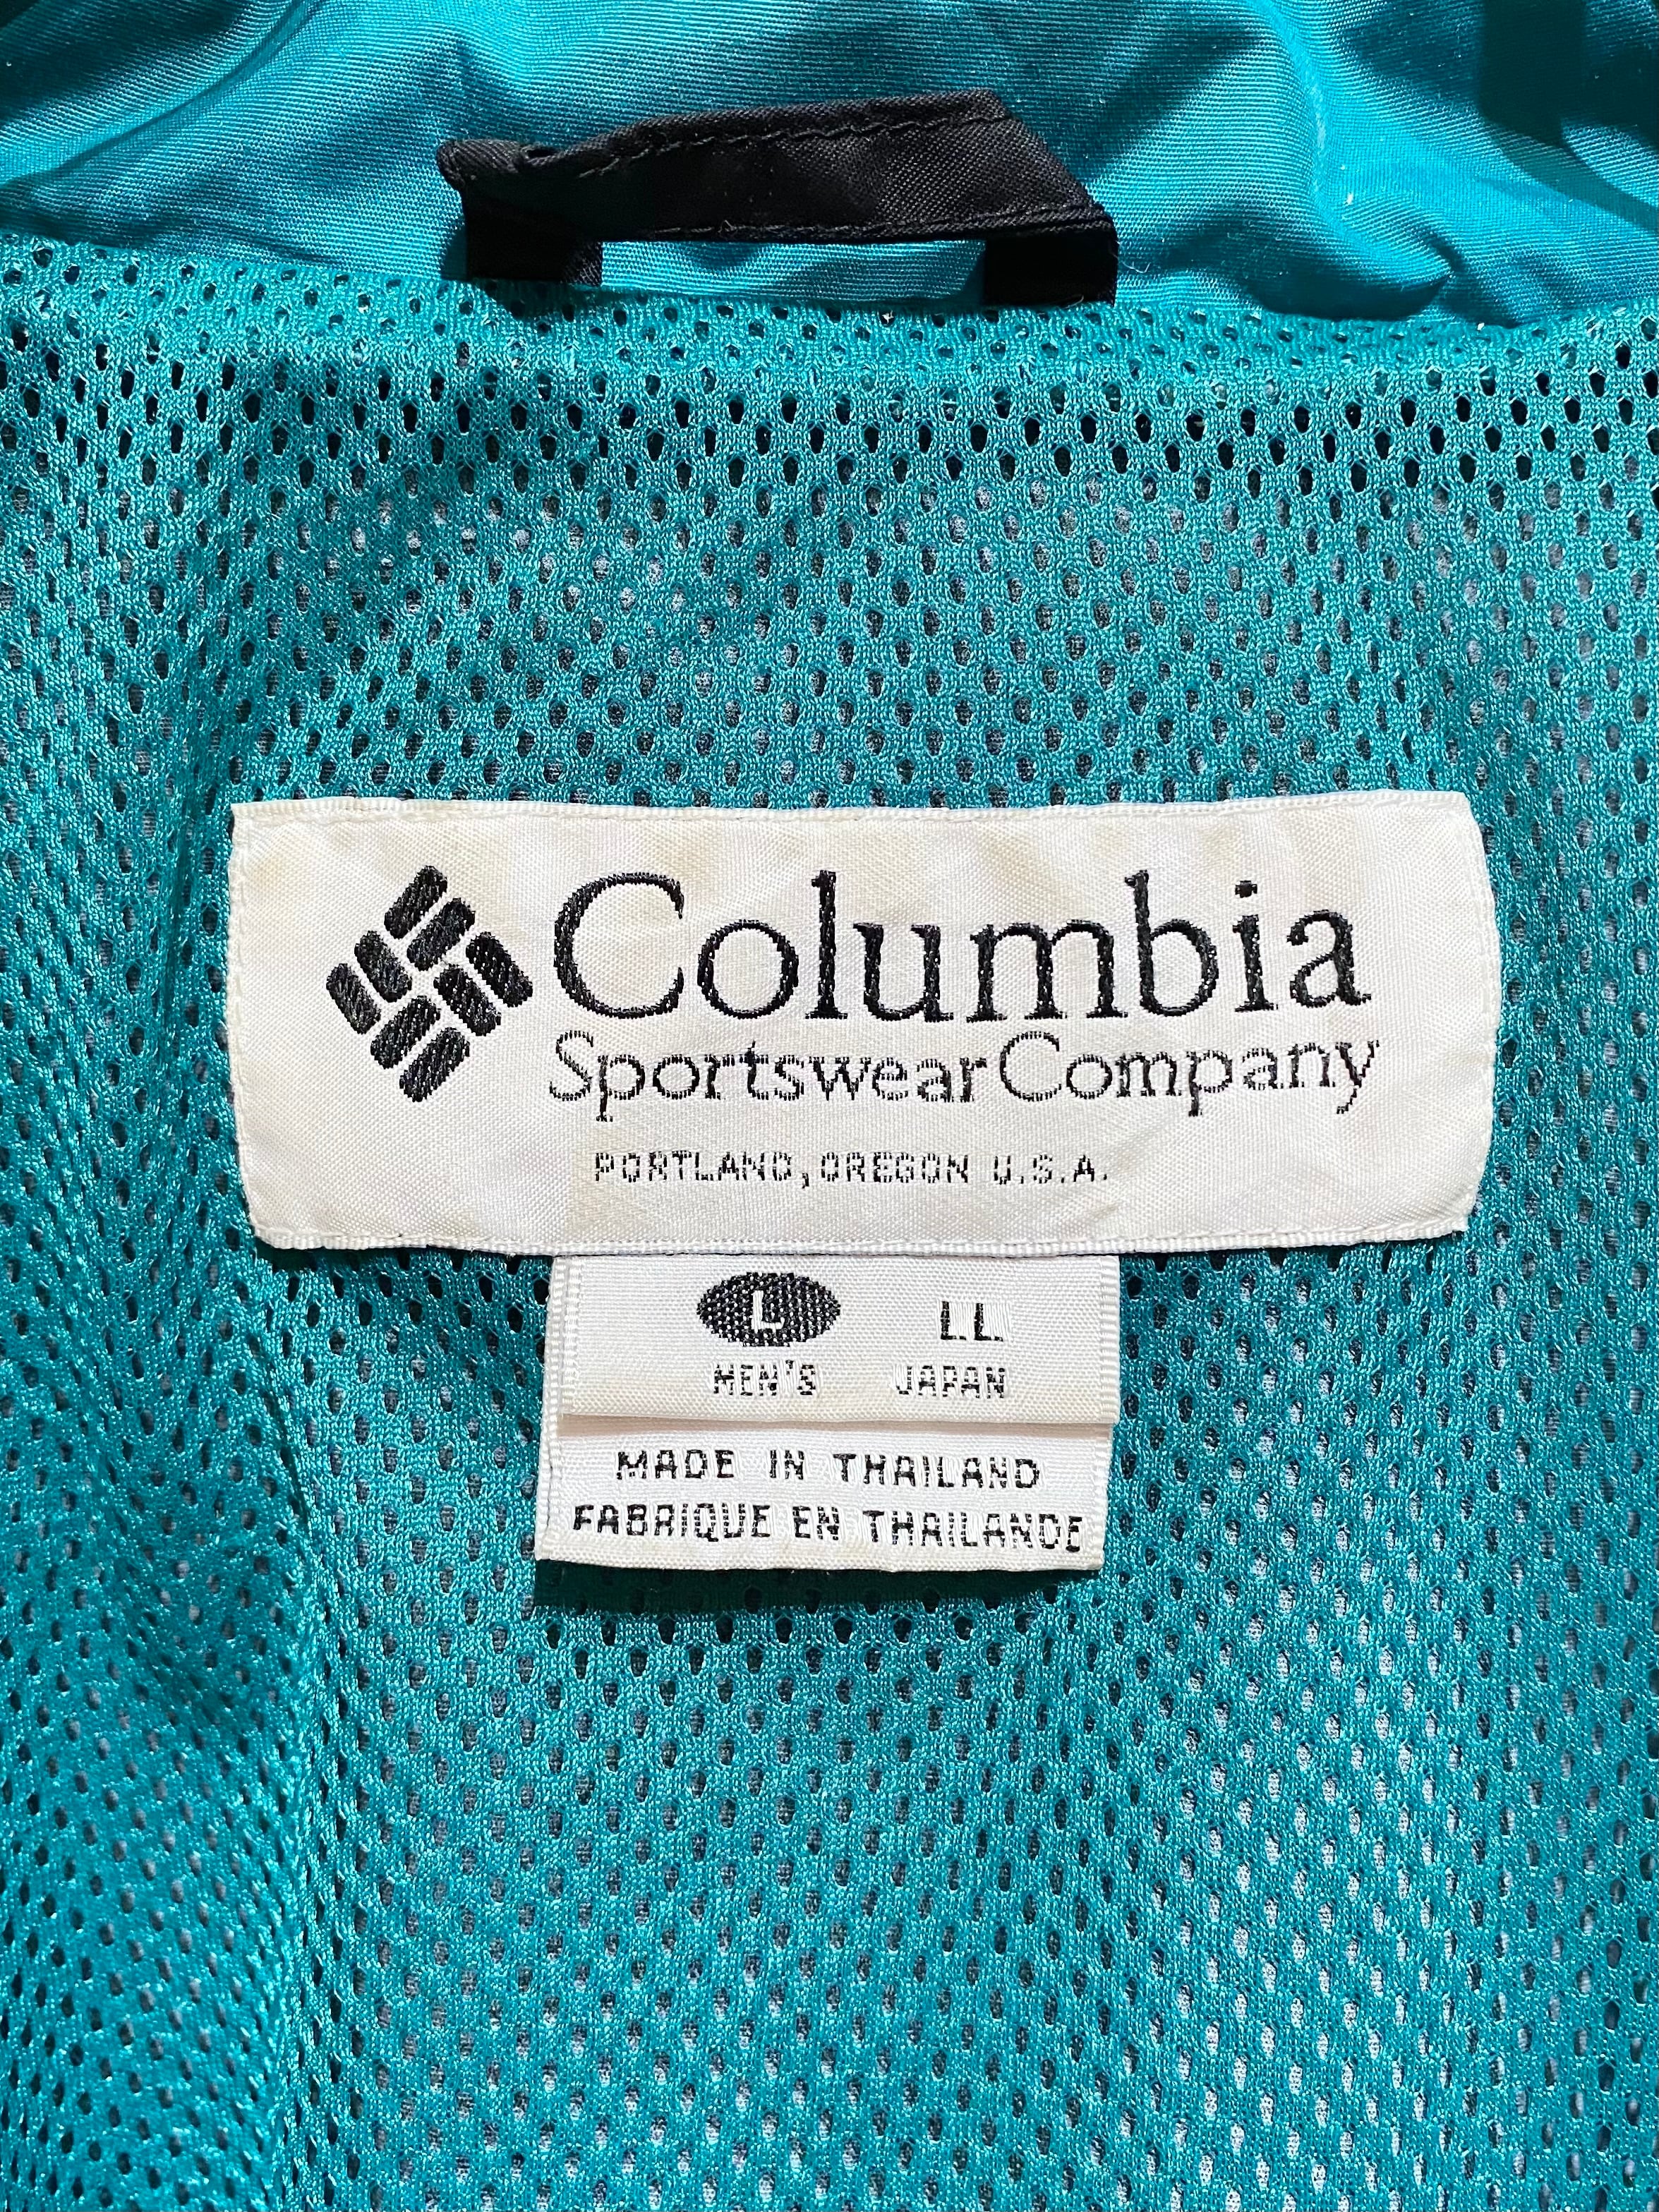 Columbia
Sportswear Company
PORTLAND, OREGON U.S.A.
L LL
MEN'S JAPAN
MADE IN THAILAND
FABRIQUE EN THAILANDE